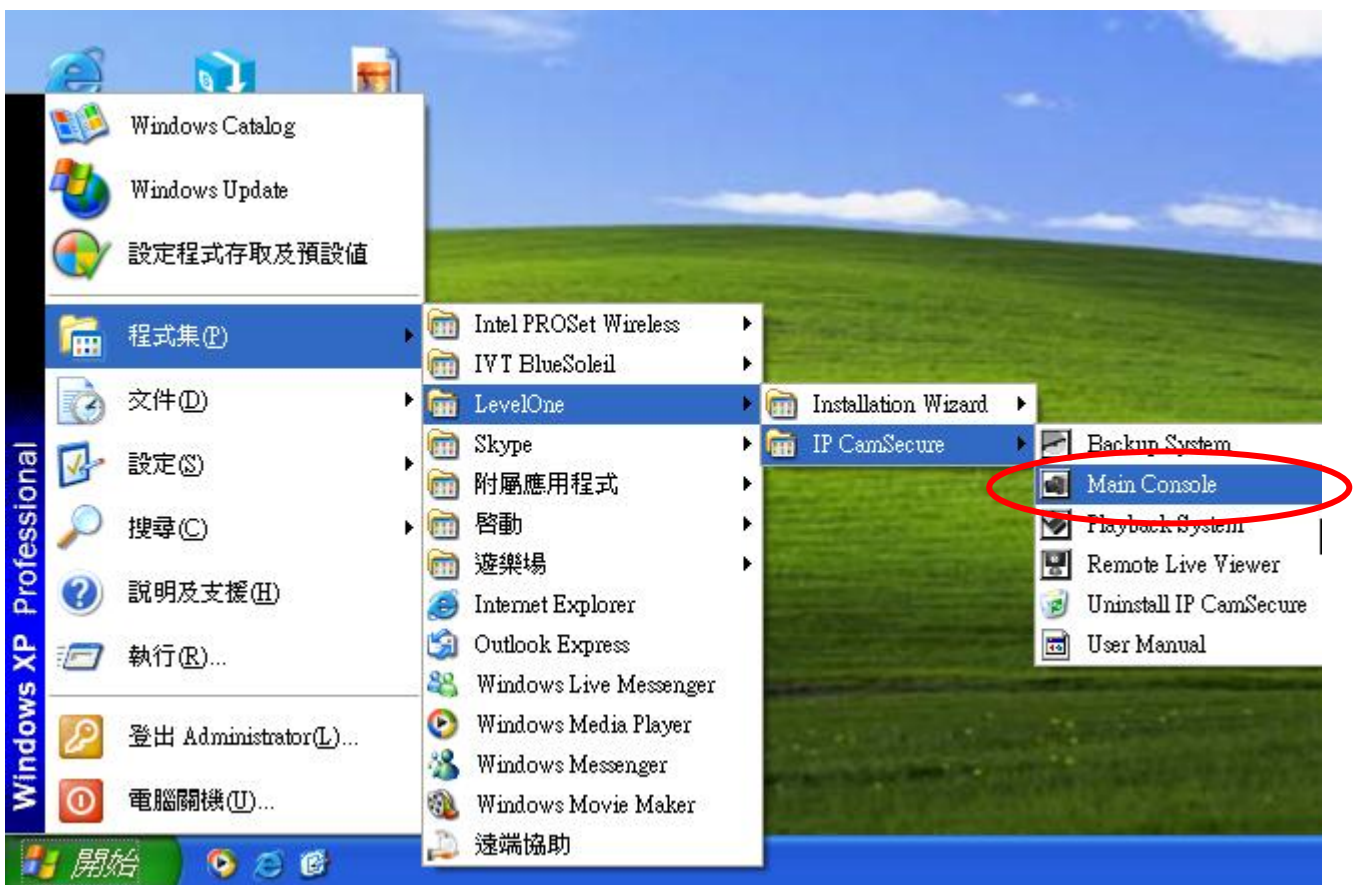 Windows Catalog
Windows Update
設定程式存取及預設值
程式集(P)
文件(D)
設定(S)
搜尋(C)
說明及支援(H)
執行(R)...
登出 Administrator(L)...
電腦關機(U)...
Windows XP Professional
開始
Intel PROSet Wireless
IVT BlueSoleil
LevelOne
Skype
附屬應用程式
啓動
遊樂場
Internet Explorer
Outlook Express
Windows Live Messenger
Windows Media Player
Windows Messenger
Windows Movie Maker
遠端協助
Installation Wizard
IP CamSecure
Backup System
Main Console
Playback System
Remote Live Viewer
Uninstall IP CamSecure
User Manual